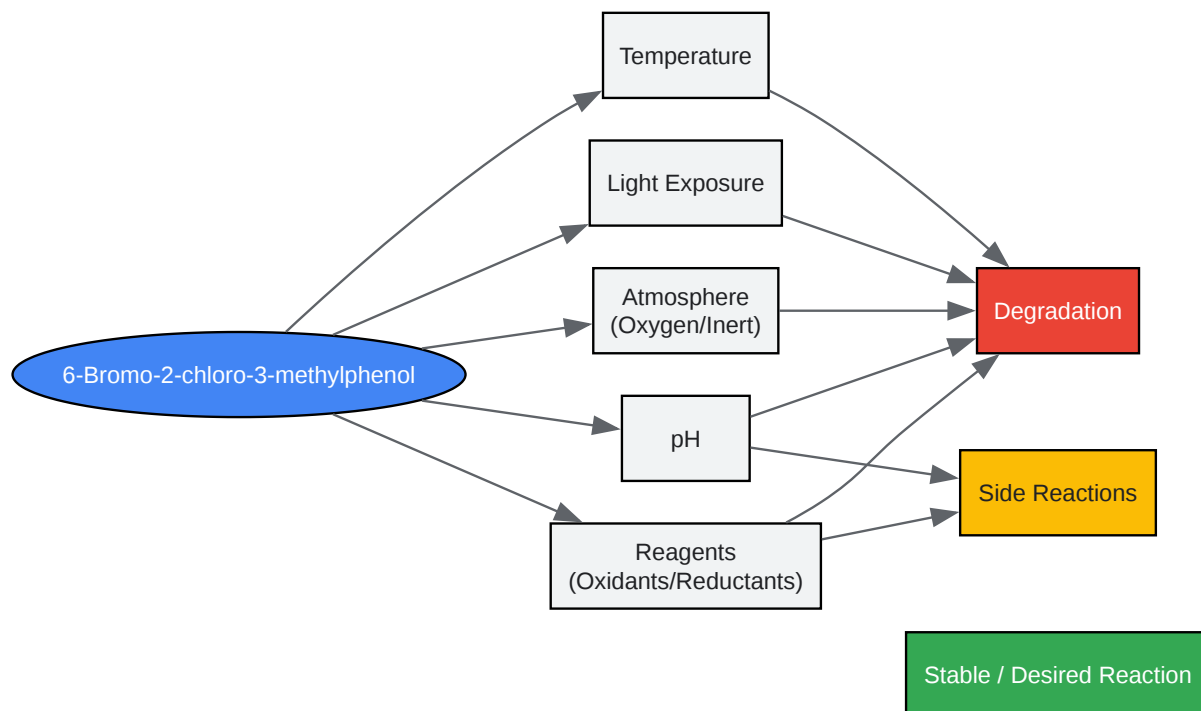 Temperature
Light Exposure
Atmosphere
(Oxygen/Inert)
Degradation
6-Bromo-2-chloro-3-methylphenol
pH
Side Reactions
Reagents
(Oxidants/Reductants)
Stable / Desired Reaction